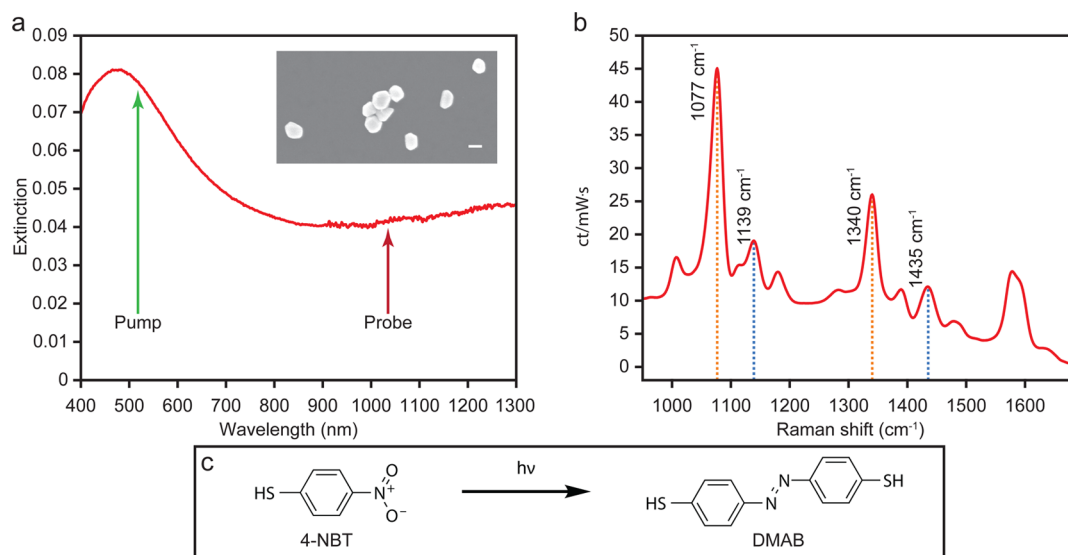 a
0.09
0.08
0.07
0.06
0.05
0.04
0.03
0.02
0.01
0
Extinction
Pump
Probe
400 500 600 700 800 900 1000 1100 1200 1300
Wavelength (nm)
b
50
45
40
35
30
25
20
15
10
5
0
ct/mW·s
1077 cm⁻¹
1139 cm⁻¹
1340 cm⁻¹
1435 cm⁻¹
1000 1100 1200 1300 1400 1500 1600
Raman shift (cm⁻¹)
c
HS
N⁺
O
O⁻
4-NBT
hν
HS
N
N
SH
DMAB